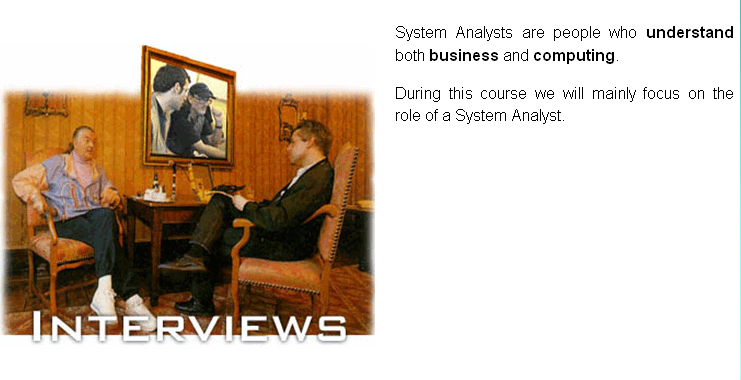 System Analysts are people who understand
both business and computing.
During this course we will mainly focus on the
role of a System Analyst.
INTERVIEWS